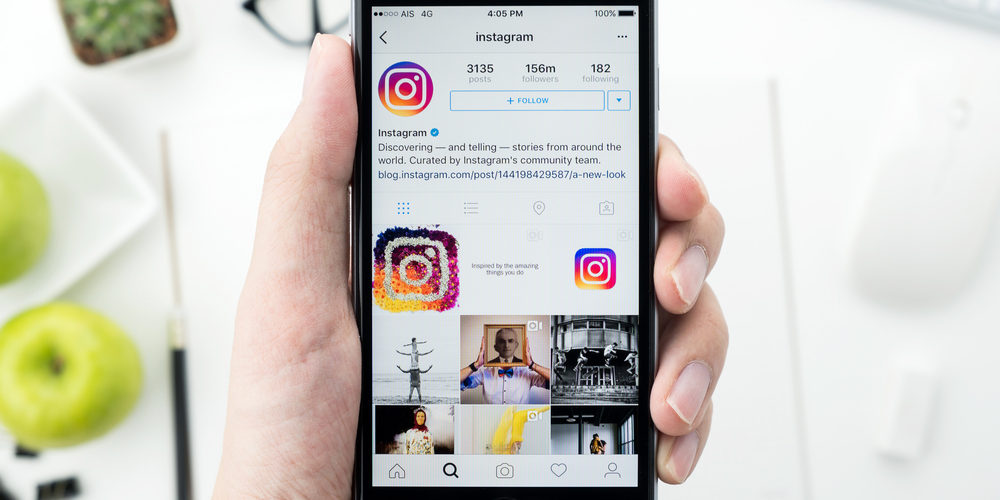 AIS 4G 4:05 PM 100%
instagram
3135 156m 182
posts followers following
+ FOLLOW
Instagram
Discovering — and telling — stories from around the
world. Curated by Instagram's community team.
blog.instagram.com/post/144198429587/a-new-look
Inspired by the amazing
things you do